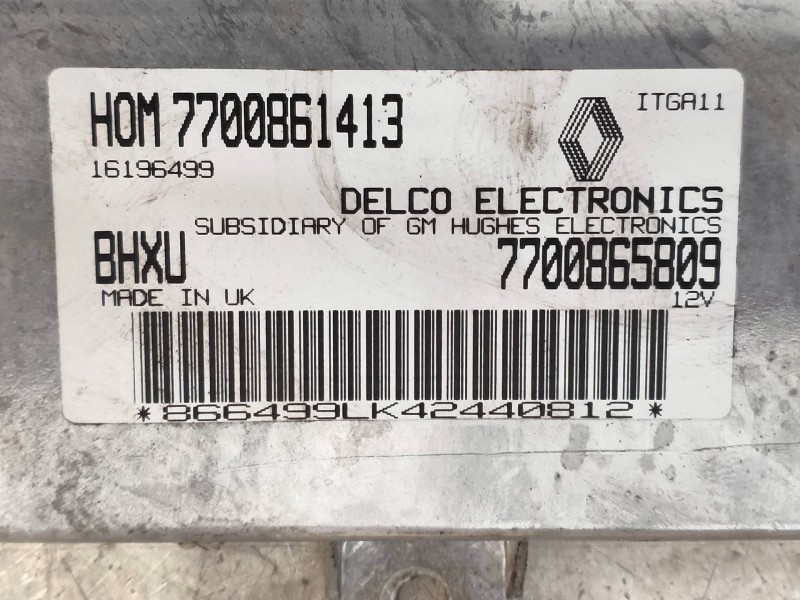 HOM 7700861413
ITGA11
16196499
DELCO ELECTRONICS
SUBSIDIARY OF GM HUGHES ELECTRONICS
BHXU
7700865809
MADE IN UK
12V
*866499LK42440812*